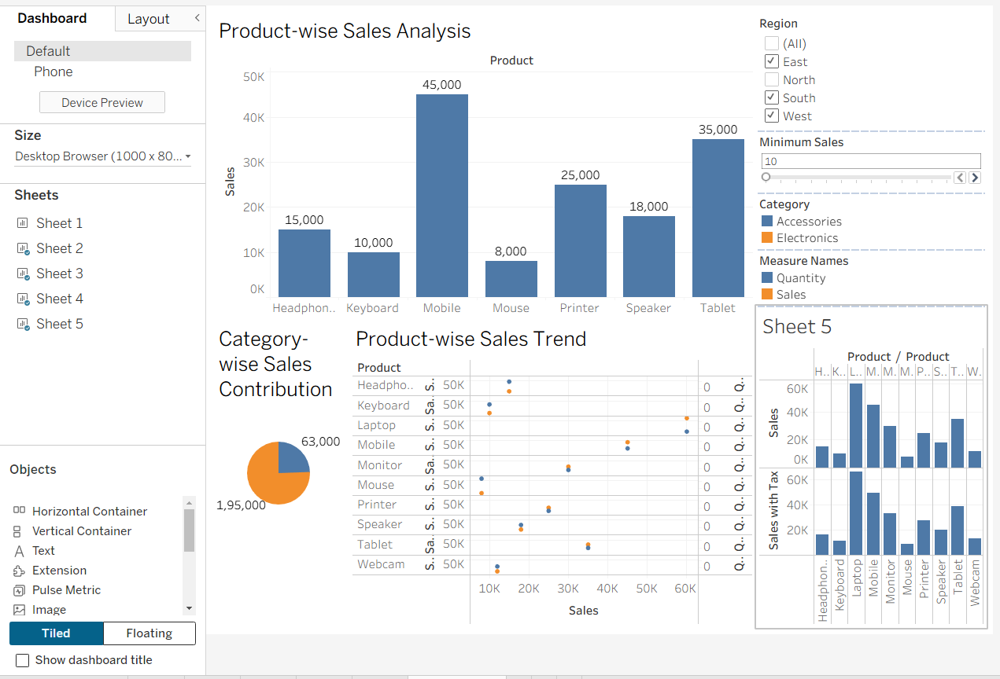 Dashboard
Layout
Default
Phone
Device Preview
Size
Desktop Browser (1000 x 80...
Sheets
Sheet 1
Sheet 2
Sheet 3
Sheet 4
Sheet 5
Objects
Horizontal Container
Vertical Container
Text
Extension
Pulse Metric
Image
Tiled
Floating
Show dashboard title
Product-wise Sales Analysis
Product
Sales
50K
40K
30K
20K
10K
0K
15,000
10,000
45,000
8,000
25,000
18,000
35,000
Headphon..
Keyboard
Mobile
Mouse
Printer
Speaker
Tablet
Region
(All)
East
North
South
West
Minimum Sales
10
Category
Accessories
Electronics
Measure Names
Quantity
Sales
Category-
wise Sales
Contribution
63,000
1,95,000
Product-wise Sales Trend
Product
Headpho.. S.. 50K 0 Q..
Keyboard Sa.. 50K 0 Q..
Laptop S.. 50K 0 Q..
Mobile S.. 50K 0 Q..
Monitor Sa.. 50K 0 Q..
Mouse S.. 50K 0 Q..
Printer S.. 50K 0 Q..
Speaker S.. 50K 0 Q..
Tablet Sa.. 50K 0 Q..
Webcam S.. 50K 0 Q..
10K 20K 30K 40K 50K 60K
Sales
Sheet 5
Product / Product
H.. K.. L.. M.. M.. M.. P.. S.. T.. W..
Sales
60K
40K
20K
0K
Sales with Tax
60K
40K
20K
Headphon..
Keyboard
Laptop
Mobile
Monitor
Mouse
Printer
Speaker
Tablet
Webcam